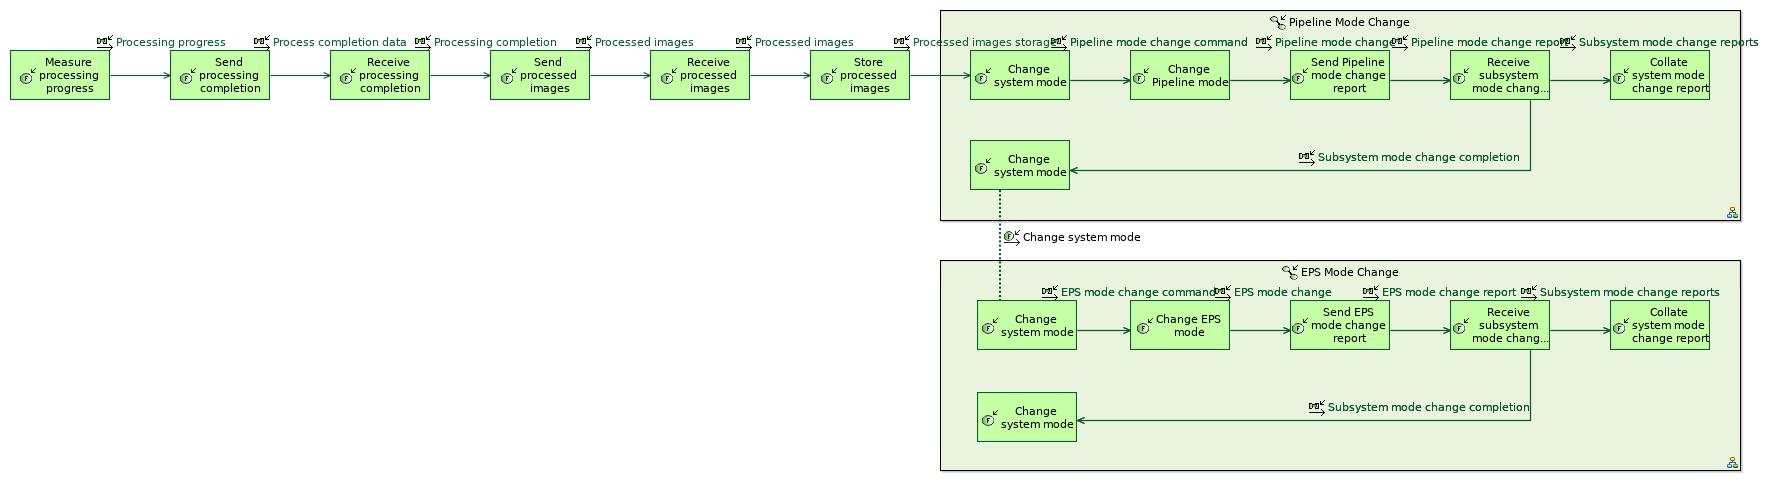 Pipeline Mode Change
Processing progress
Process completion data
Processing completion
Processed images
Processed images
Processed images storage
Pipeline mode change command
Pipeline mode change
Pipeline mode change report
Subsystem mode change reports
Measure
processing
progress
Send
processing
completion
Receive
processing
completion
Send
processed
images
Receive
processed
images
Store
processed
images
Change
system mode
Change
Pipeline mode
Send Pipeline
mode change
report
Receive
subsystem
mode chang...
Collate
system mode
change report
Change
system mode
Subsystem mode change completion
Change system mode
EPS Mode Change
EPS mode change command
EPS mode change
EPS mode change report
Subsystem mode change reports
Change
system mode
Change EPS
mode
Send EPS
mode change
report
Receive
subsystem
mode chang...
Collate
system mode
change report
Change
system mode
Subsystem mode change completion